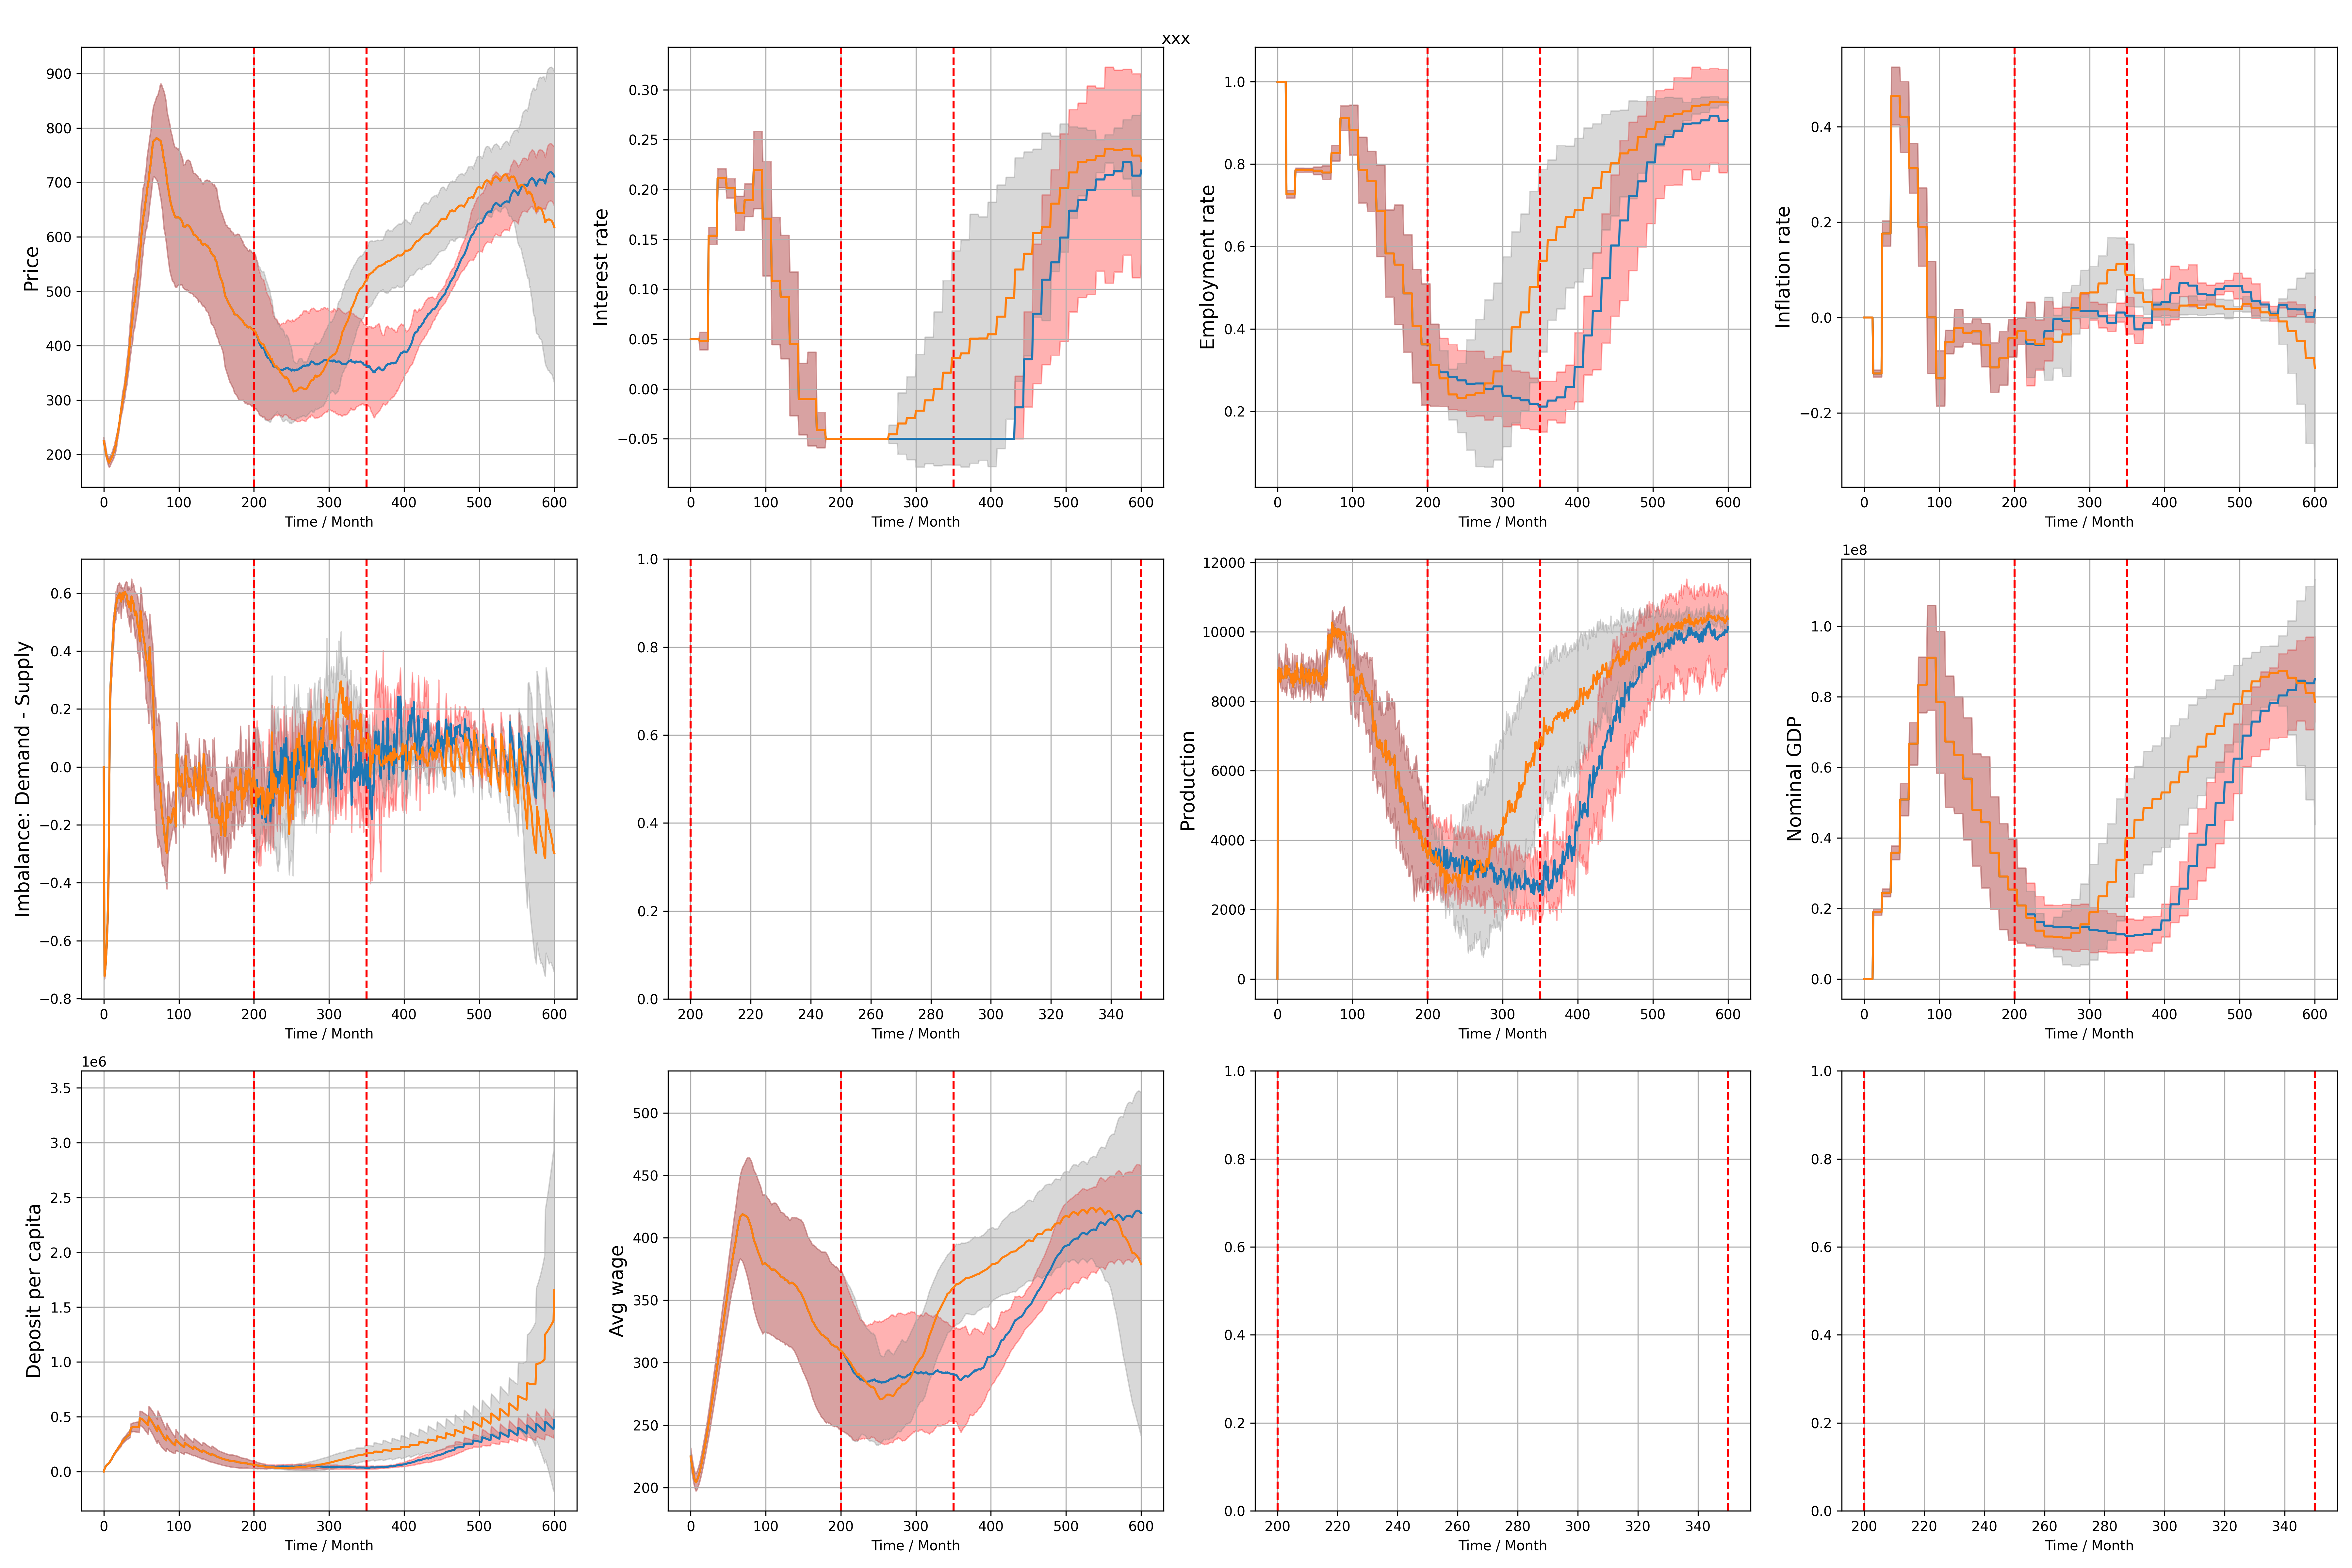 xxx
Price
900
800
700
600
500
400
300
200
0 100 200 300 400 500 600
Time / Month
Interest rate
0.30
0.25
0.20
0.15
0.10
0.05
0.00
−0.05
0 100 200 300 400 500 600
Time / Month
Employment rate
1.0
0.8
0.6
0.4
0.2
0 100 200 300 400 500 600
Time / Month
Inflation rate
0.4
0.2
0.0
−0.2
0 100 200 300 400 500 600
Time / Month
Imbalance: Demand - Supply
0.6
0.4
0.2
0.0
−0.2
−0.4
−0.6
−0.8
0 100 200 300 400 500 600
Time / Month
1.0
0.8
0.6
0.4
0.2
0.0
200 220 240 260 280 300 320 340
Time / Month
Production
12000
10000
8000
6000
4000
2000
0
0 100 200 300 400 500 600
Time / Month
1e8
Nominal GDP
1.0
0.8
0.6
0.4
0.2
0.0
0 100 200 300 400 500 600
Time / Month
1e6
Deposit per capita
3.5
3.0
2.5
2.0
1.5
1.0
0.5
0.0
0 100 200 300 400 500 600
Time / Month
Avg wage
500
450
400
350
300
250
200
0 100 200 300 400 500 600
Time / Month
1.0
0.8
0.6
0.4
0.2
0.0
200 220 240 260 280 300 320 340
Time / Month
1.0
0.8
0.6
0.4
0.2
0.0
200 220 240 260 280 300 320 340
Time / Month